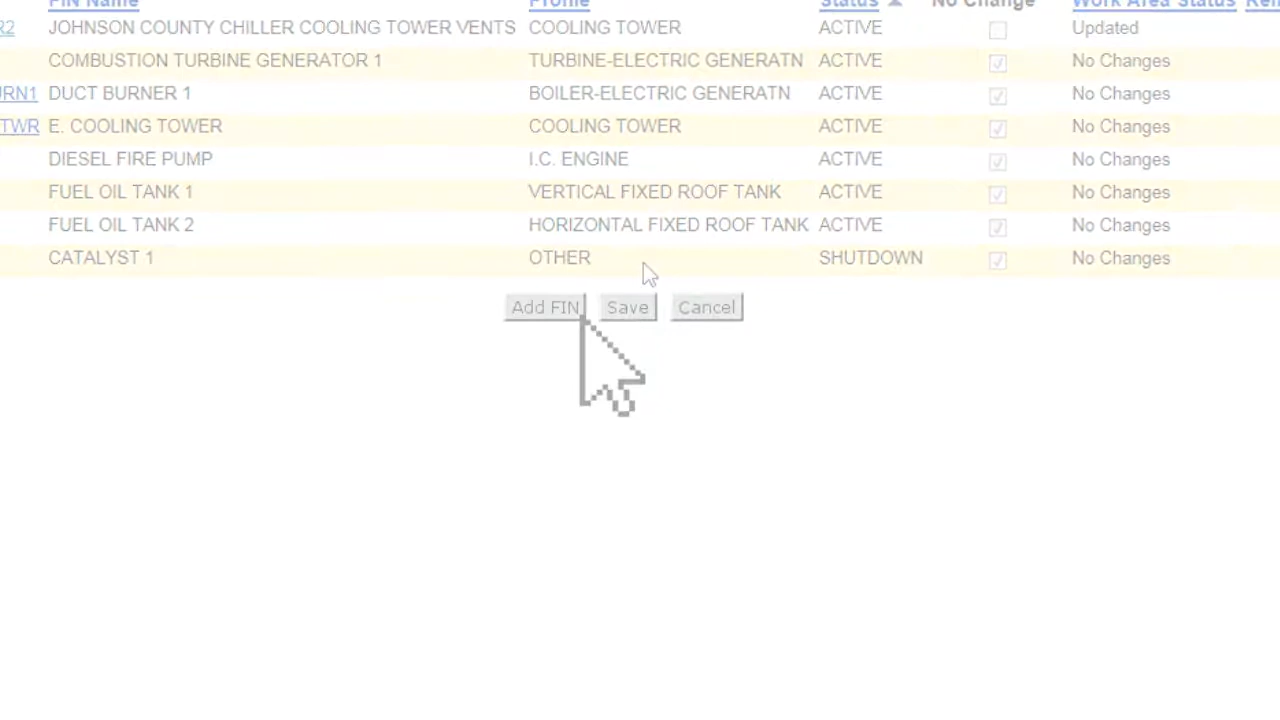 FIN Name Profile Status No Change Work Area Status
R2 JOHNSON COUNTY CHILLER COOLING TOWER VENTS COOLING TOWER ACTIVE Updated
COMBUSTION TURBINE GENERATOR 1 TURBINE-ELECTRIC GENERATN ACTIVE No Changes
URN1 DUCT BURNER 1 BOILER-ELECTRIC GENERATN ACTIVE No Changes
TWR E. COOLING TOWER COOLING TOWER ACTIVE No Changes
DIESEL FIRE PUMP I.C. ENGINE ACTIVE No Changes
FUEL OIL TANK 1 VERTICAL FIXED ROOF TANK ACTIVE No Changes
FUEL OIL TANK 2 HORIZONTAL FIXED ROOF TANK ACTIVE No Changes
CATALYST 1 OTHER SHUTDOWN No Changes
Add FIN Save Cancel